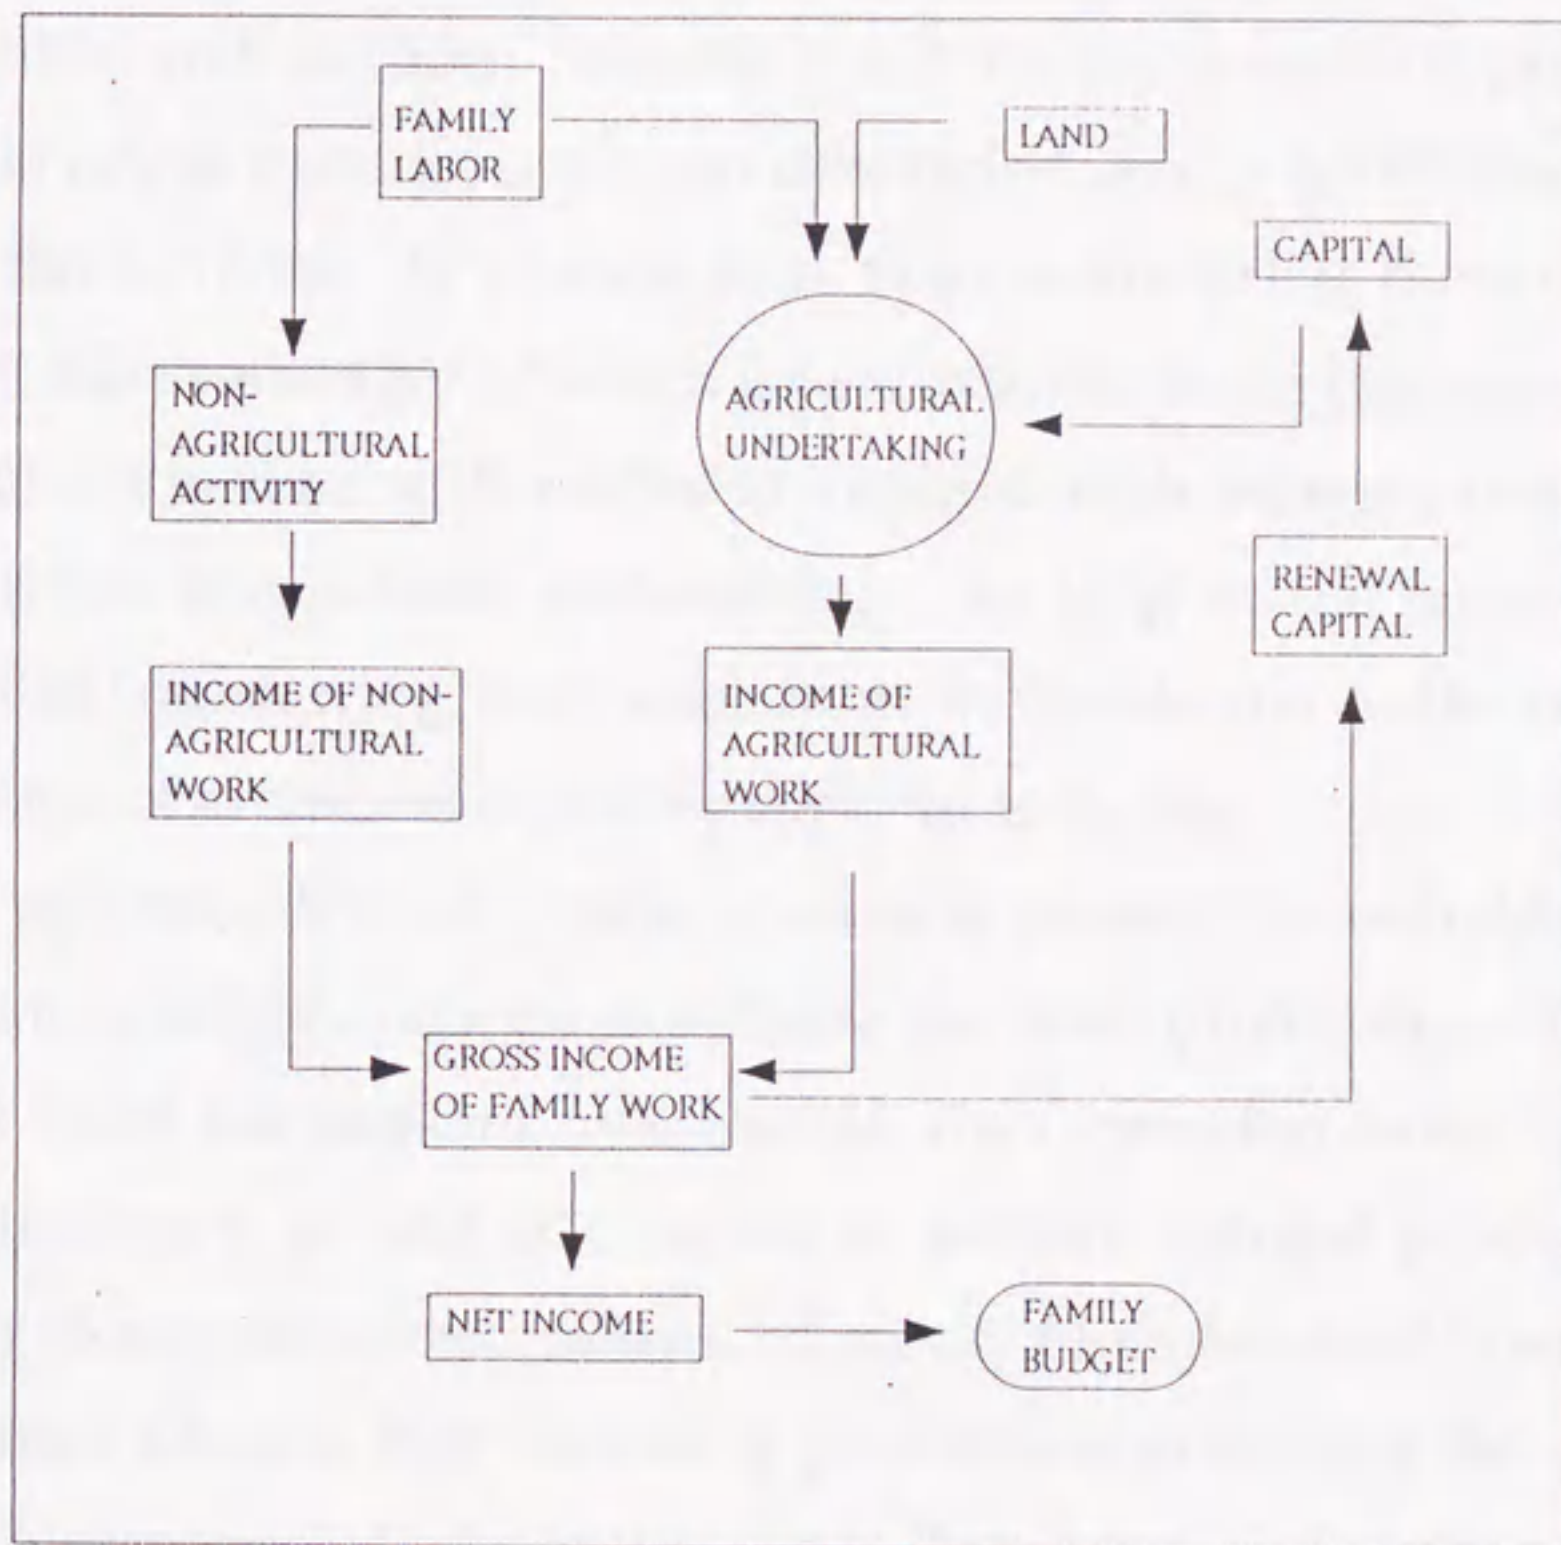 FAMILY
LABOR
LAND
CAPITAL
NON-
AGRICULTURAL
ACTIVITY
AGRICULTURAL
UNDERTAKING
RENEWAL
CAPITAL
INCOME OF NON-
AGRICULTURAL
WORK
INCOME OF
AGRICULTURAL
WORK
GROSS INCOME
OF FAMILY WORK
NET INCOME
FAMILY
BUDGET